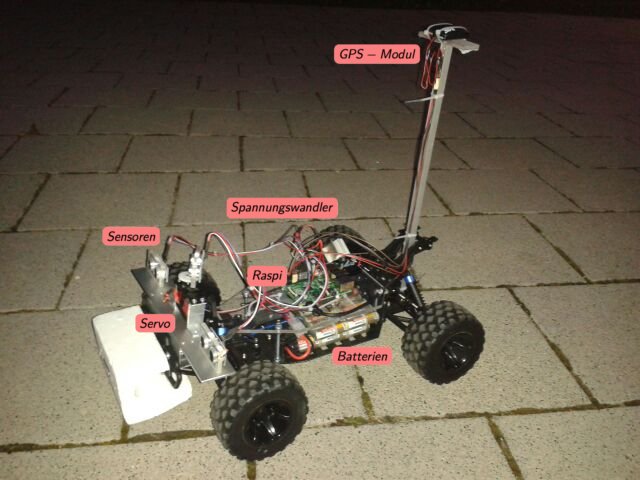 GPS – Modul
Spannungswandler
Sensoren
Raspi
Servo
Batterien